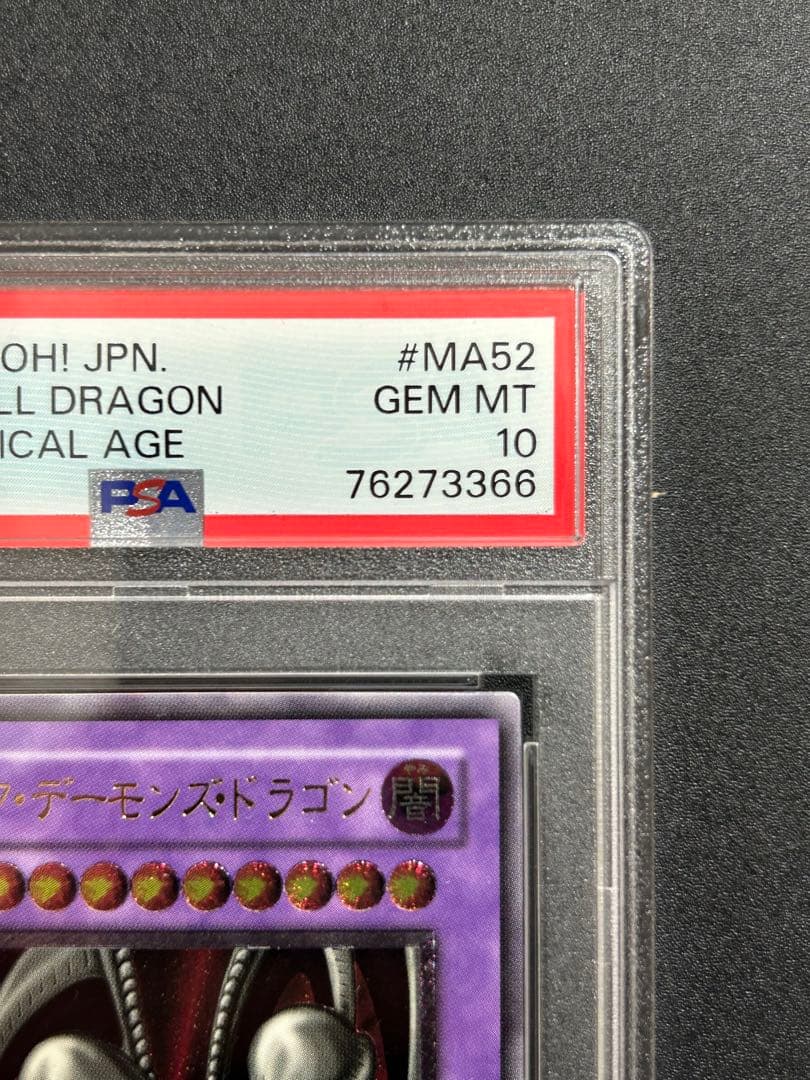 OH! JPN. #MA52
LL DRAGON GEM MT
ICAL AGE 10
PSA 76273366
・デーモンズ・ドラゴン 闇